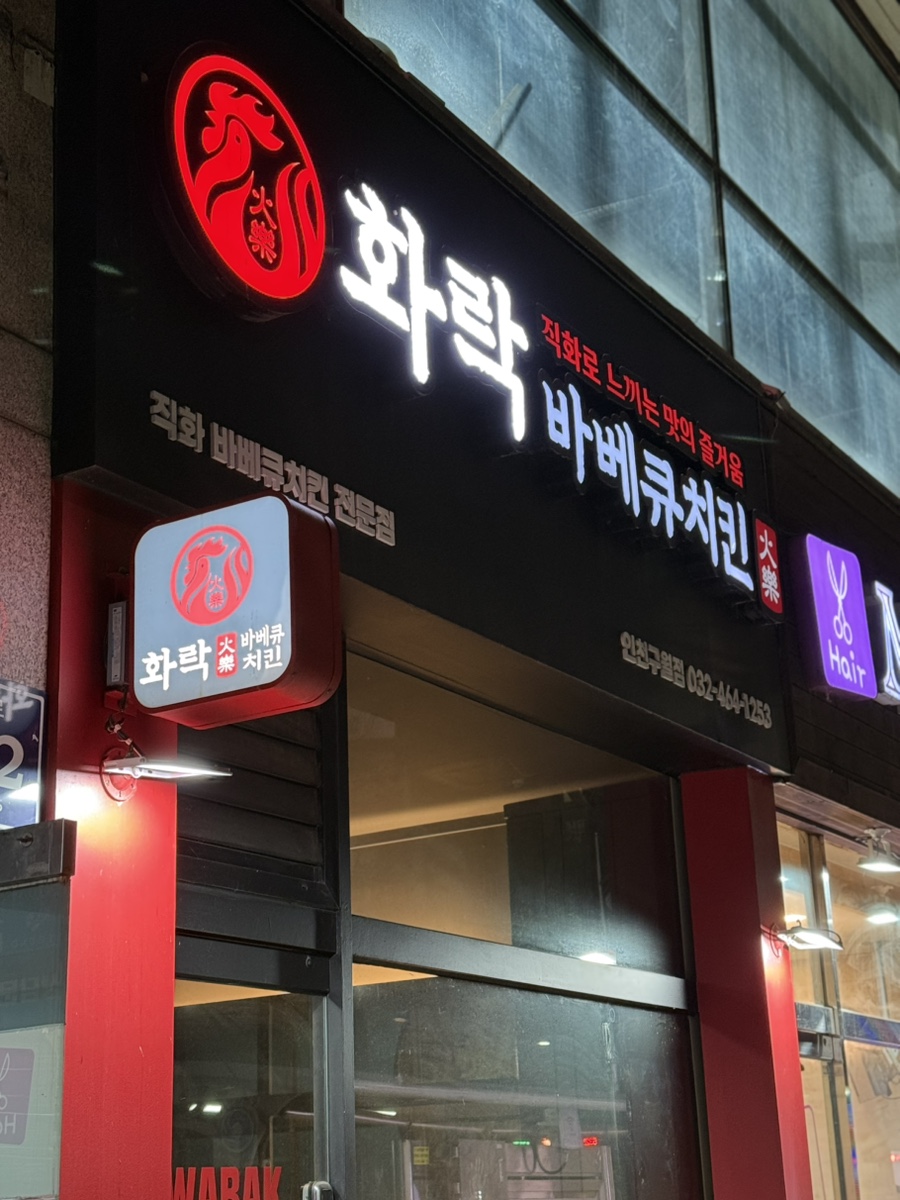 火樂
화락
직화로 느끼는 맛의 즐거움
바베큐치킨
火樂
직화 바베큐치킨 전문점
인천구월점 032-464-1253
火樂
화락 火樂 바베큐
치킨
Hair
N
2
WARAK